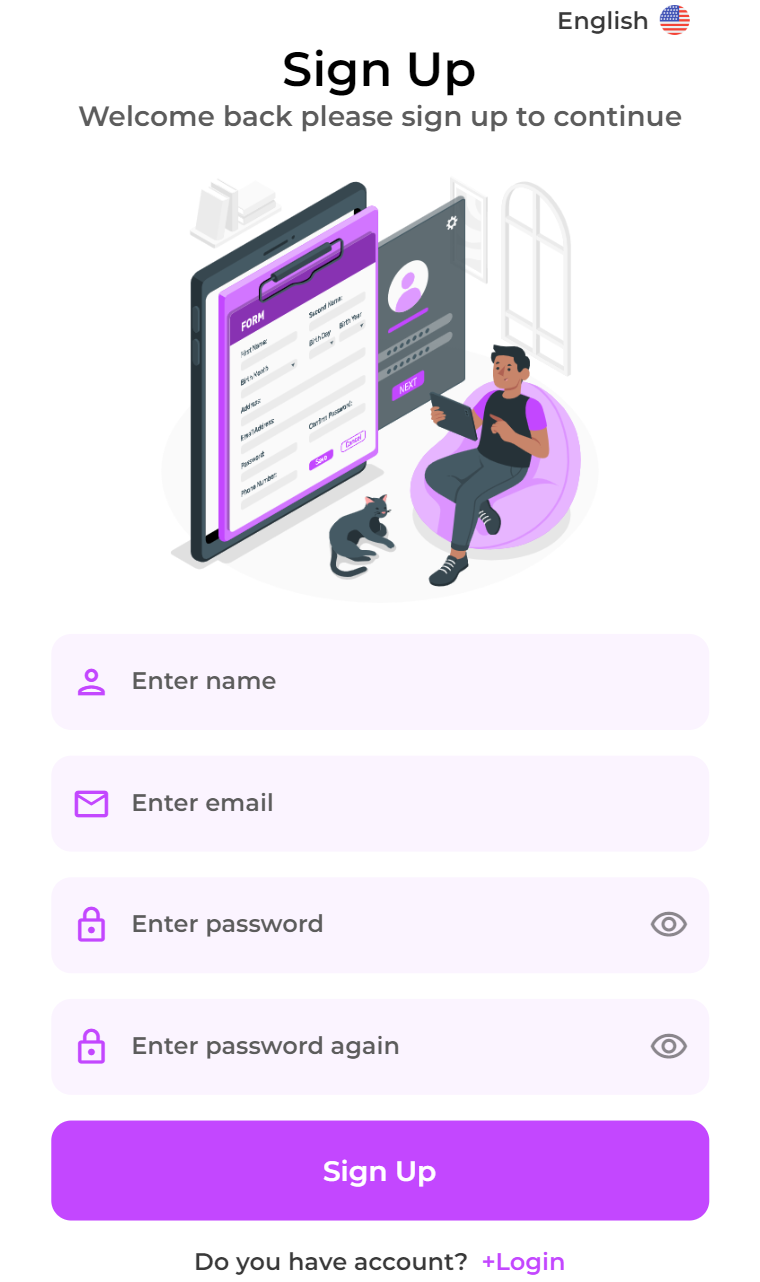 English
Sign Up
Welcome back please sign up to continue
FORM
First Name:
Second Name:
Birth Month
Birth Day
Birth Year
Address:
Email Address:
Password:
Confirm Password:
Phone Number:
Cancel
NEXT
Enter name
Enter email
Enter password
Enter password again
Sign Up
Do you have account? +Login